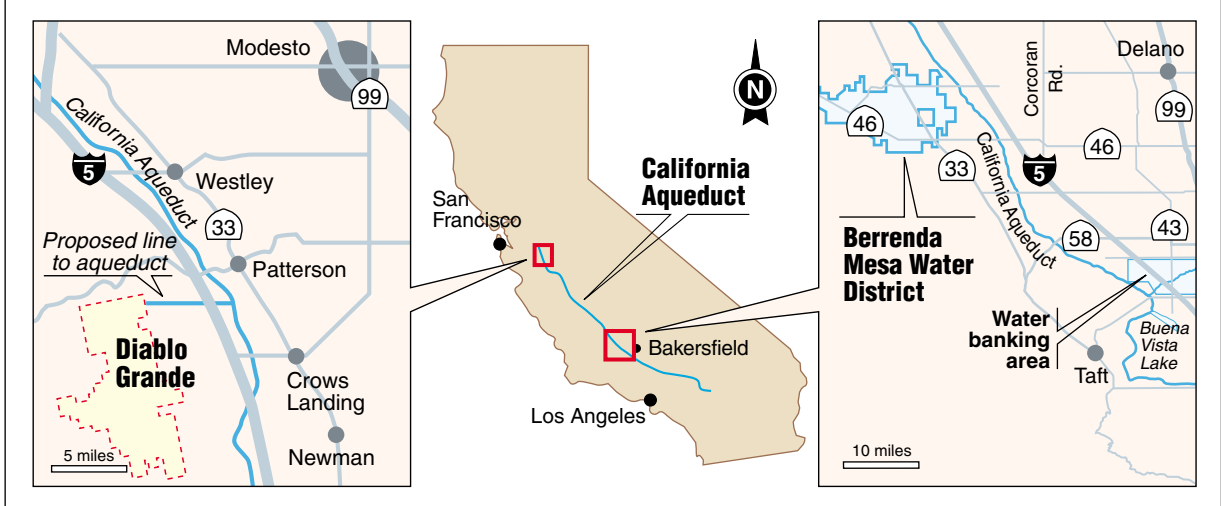 Modesto
99
California Aqueduct
5
Westley
33
Proposed line
to aqueduct
Patterson
Diablo
Grande
Crows
Landing
Newman
5 miles
N
California
Aqueduct
San
Francisco
Bakersfield
Los Angeles
Corcoran
Rd.
Delano
99
46
46
33
California Aqueduct
5
58
43
Berrenda
Mesa Water
District
Water
banking
area
Buena
Vista
Lake
Taft
10 miles